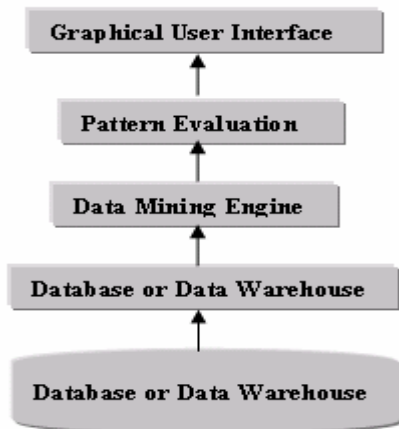 Graphical User Interface
Pattern Evaluation
Data Mining Engine
Database or Data Warehouse
Database or Data Warehouse